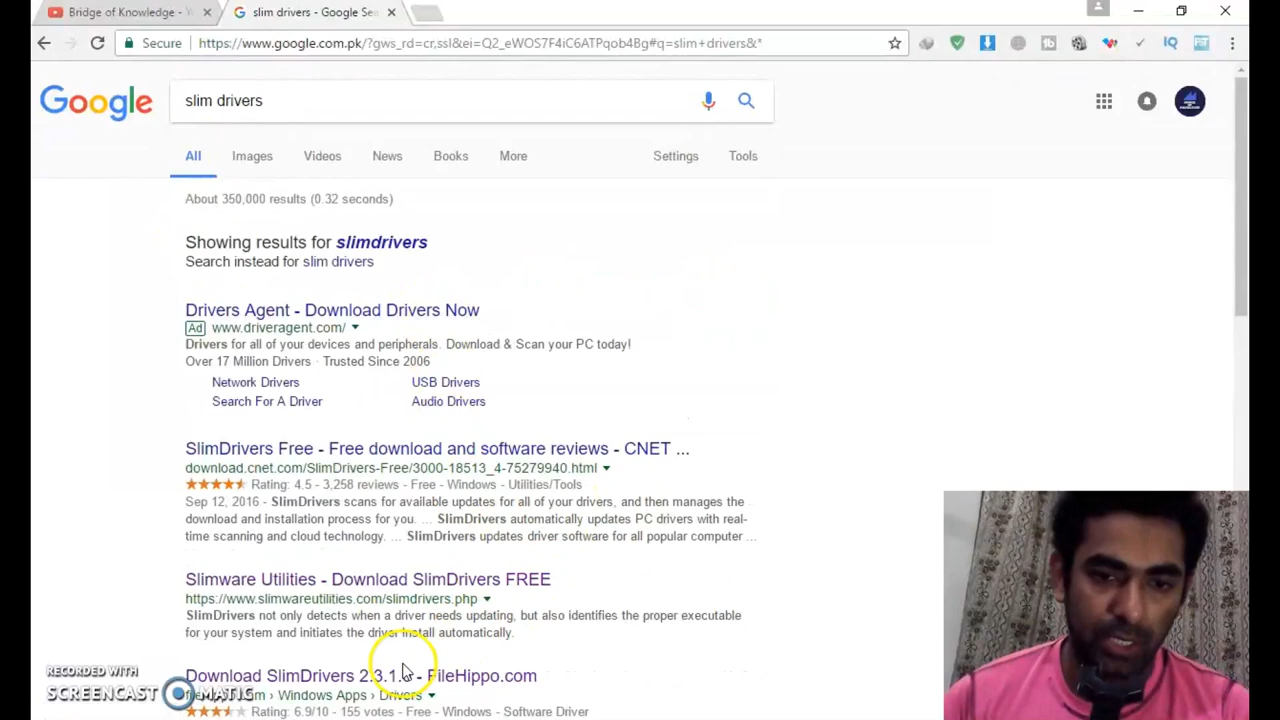 Bridge of Knowledge - Y
slim drivers - Google Sea
Secure https://www.google.com.pk/?gws_rd=cr,ssl&ei=Q2_eWOS7F4iC6ATPqob4Bg#q=slim+drivers&*
IQ
Google
slim drivers
All Images Videos News Books More Settings Tools
About 350,000 results (0.32 seconds)
Showing results for slimdrivers
Search instead for slim drivers
Drivers Agent - Download Drivers Now
Ad www.driveragent.com/
Drivers for all of your devices and peripherals. Download & Scan your PC today!
Over 17 Million Drivers · Trusted Since 2006
Network Drivers USB Drivers
Search For A Driver Audio Drivers
SlimDrivers Free - Free download and software reviews - CNET ...
download.cnet.com/SlimDrivers-Free/3000-18513_4-75279940.html
Rating: 4.5 - 3,258 reviews - Free - Windows - Utilities/Tools
Sep 12, 2016 - SlimDrivers scans for available updates for all of your drivers, and then manages the
download and installation process for you. ... SlimDrivers automatically updates PC drivers with real-
time scanning and cloud technology. ... SlimDrivers updates driver software for all popular computer ...
Slimware Utilities - Download SlimDrivers FREE
https://www.slimwareutilities.com/slimdrivers.php
SlimDrivers not only detects when a driver needs updating, but also identifies the proper executable
for your system and initiates the driver install automatically.
Download SlimDrivers 2.3.1. - FileHippo.com
› Windows Apps › Drivers
Rating: 6.9/10 - 155 votes - Free - Windows - Software Driver
RECORDED WITH
SCREENCAST MATIC